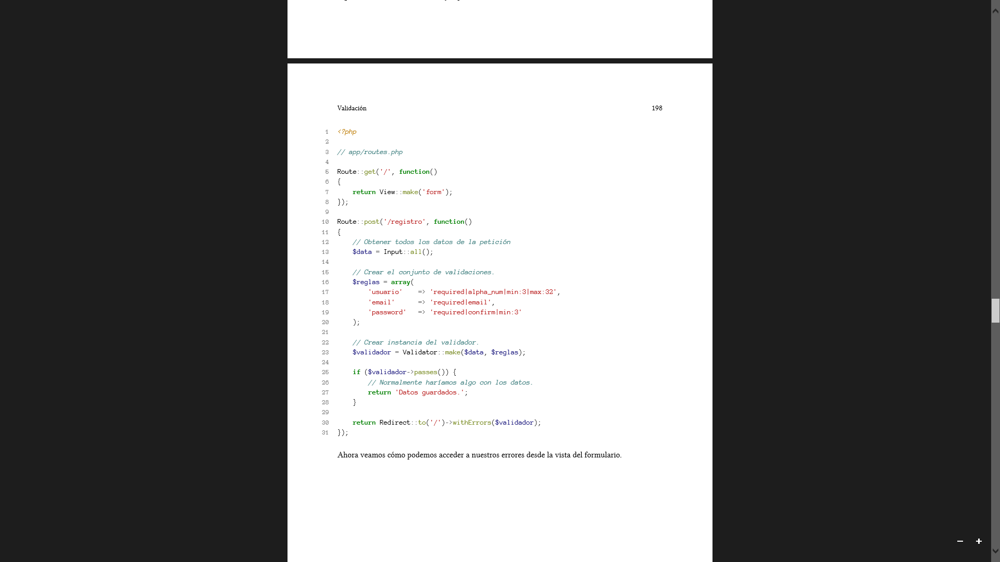 Validación 198
1 <?php
2
3 // app/routes.php
4
5 Route::get('/', function()
6 {
7 return View::make('form');
8 });
9
10 Route::post('/registro', function()
11 {
12 // Obtener todos los datos de la petición
13 $data = Input::all();
14
15 // Crear el conjunto de validaciones.
16 $reglas = array(
17 'usuario' => 'required|alpha_num|min:3|max:32',
18 'email' => 'required|email',
19 'password' => 'required|confirm|min:3'
20 );
21
22 // Crear instancia del validador.
23 $validador = Validator::make($data, $reglas);
24
25 if ($validador->passes()) {
26 // Normalmente haríamos algo con los datos.
27 return 'Datos guardados.';
28 }
29
30 return Redirect::to('/')->withErrors($validador);
31 });
Ahora veamos cómo podemos acceder a nuestros errores desde la vista del formulario.